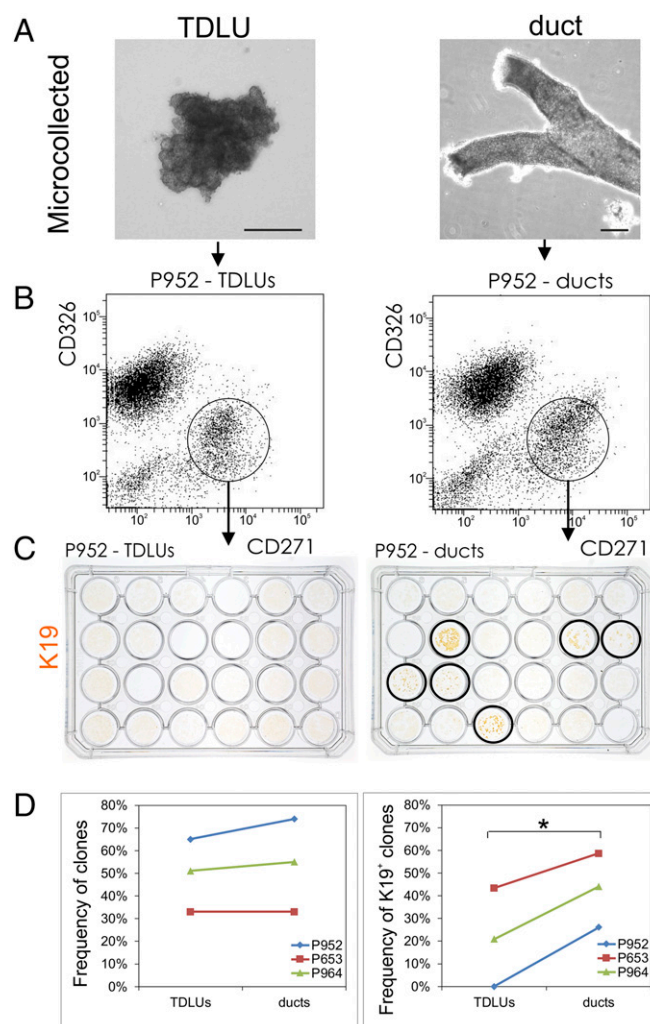 A
TDLU
duct
Microcollected
B
P952 - TDLUs
P952 - ducts
CD326
10⁵
10⁴
10³
10²
10² 10³ 10⁴ 10⁵
CD326
10⁵
10⁴
10³
10²
10² 10³ 10⁴ 10⁵
C
P952 - TDLUs
CD271
P952 - ducts
CD271
K19
D
Frequency of clones
80%
70%
60%
50%
40%
30%
20%
10%
0%
TDLUs
ducts
P952
P653
P964
Frequency of K19⁺ clones
80%
70%
60%
50%
40%
30%
20%
10%
0%
*
TDLUs
ducts
P952
P653
P964